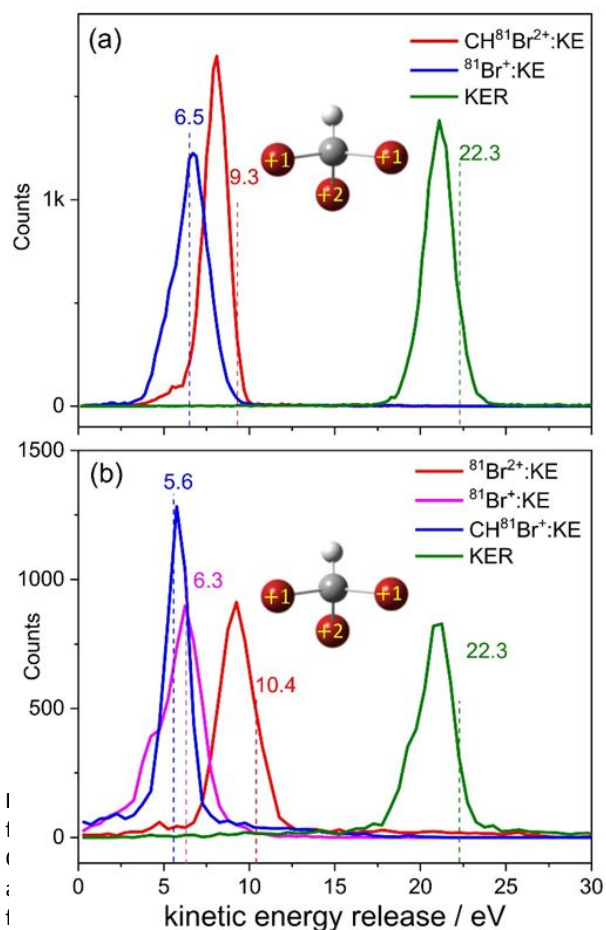 (a)
CH⁸¹Br²⁺:KE
⁸¹Br⁺:KE
KER
6.5
9.3
22.3
+1
+1
+2
1k
0
Counts
1500
(b)
⁸¹Br²⁺:KE
⁸¹Br⁺:KE
CH⁸¹Br⁺:KE
KER
5.6
6.3
10.4
22.3
+1
+1
+2
1000
500
0
Counts
0 5 10 15 20 25 30
kinetic energy release / eV